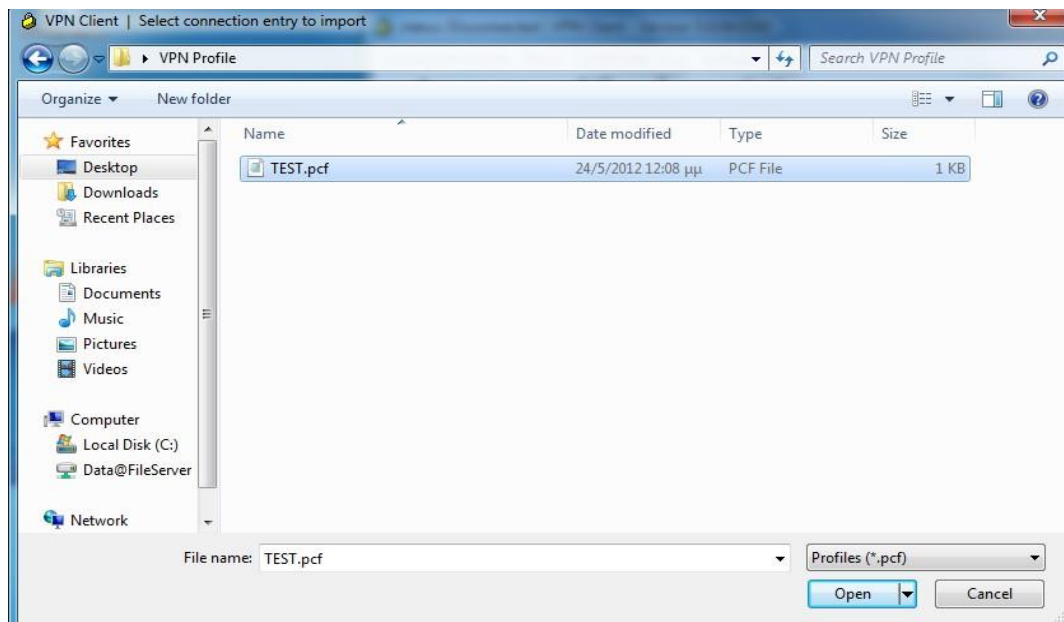 VPN Client | Select connection entry to import
VPN Profile
Search VPN Profile
Organize
New folder
Name
Date modified
Type
Size
TEST.pcf
24/5/2012 12:08 μμ
PCF File
1 KB
Favorites
Desktop
Downloads
Recent Places
Libraries
Documents
Music
Pictures
Videos
Computer
Local Disk (C:)
Data@FileServer
Network
File name:
TEST.pcf
Profiles (*.pcf)
Open
Cancel